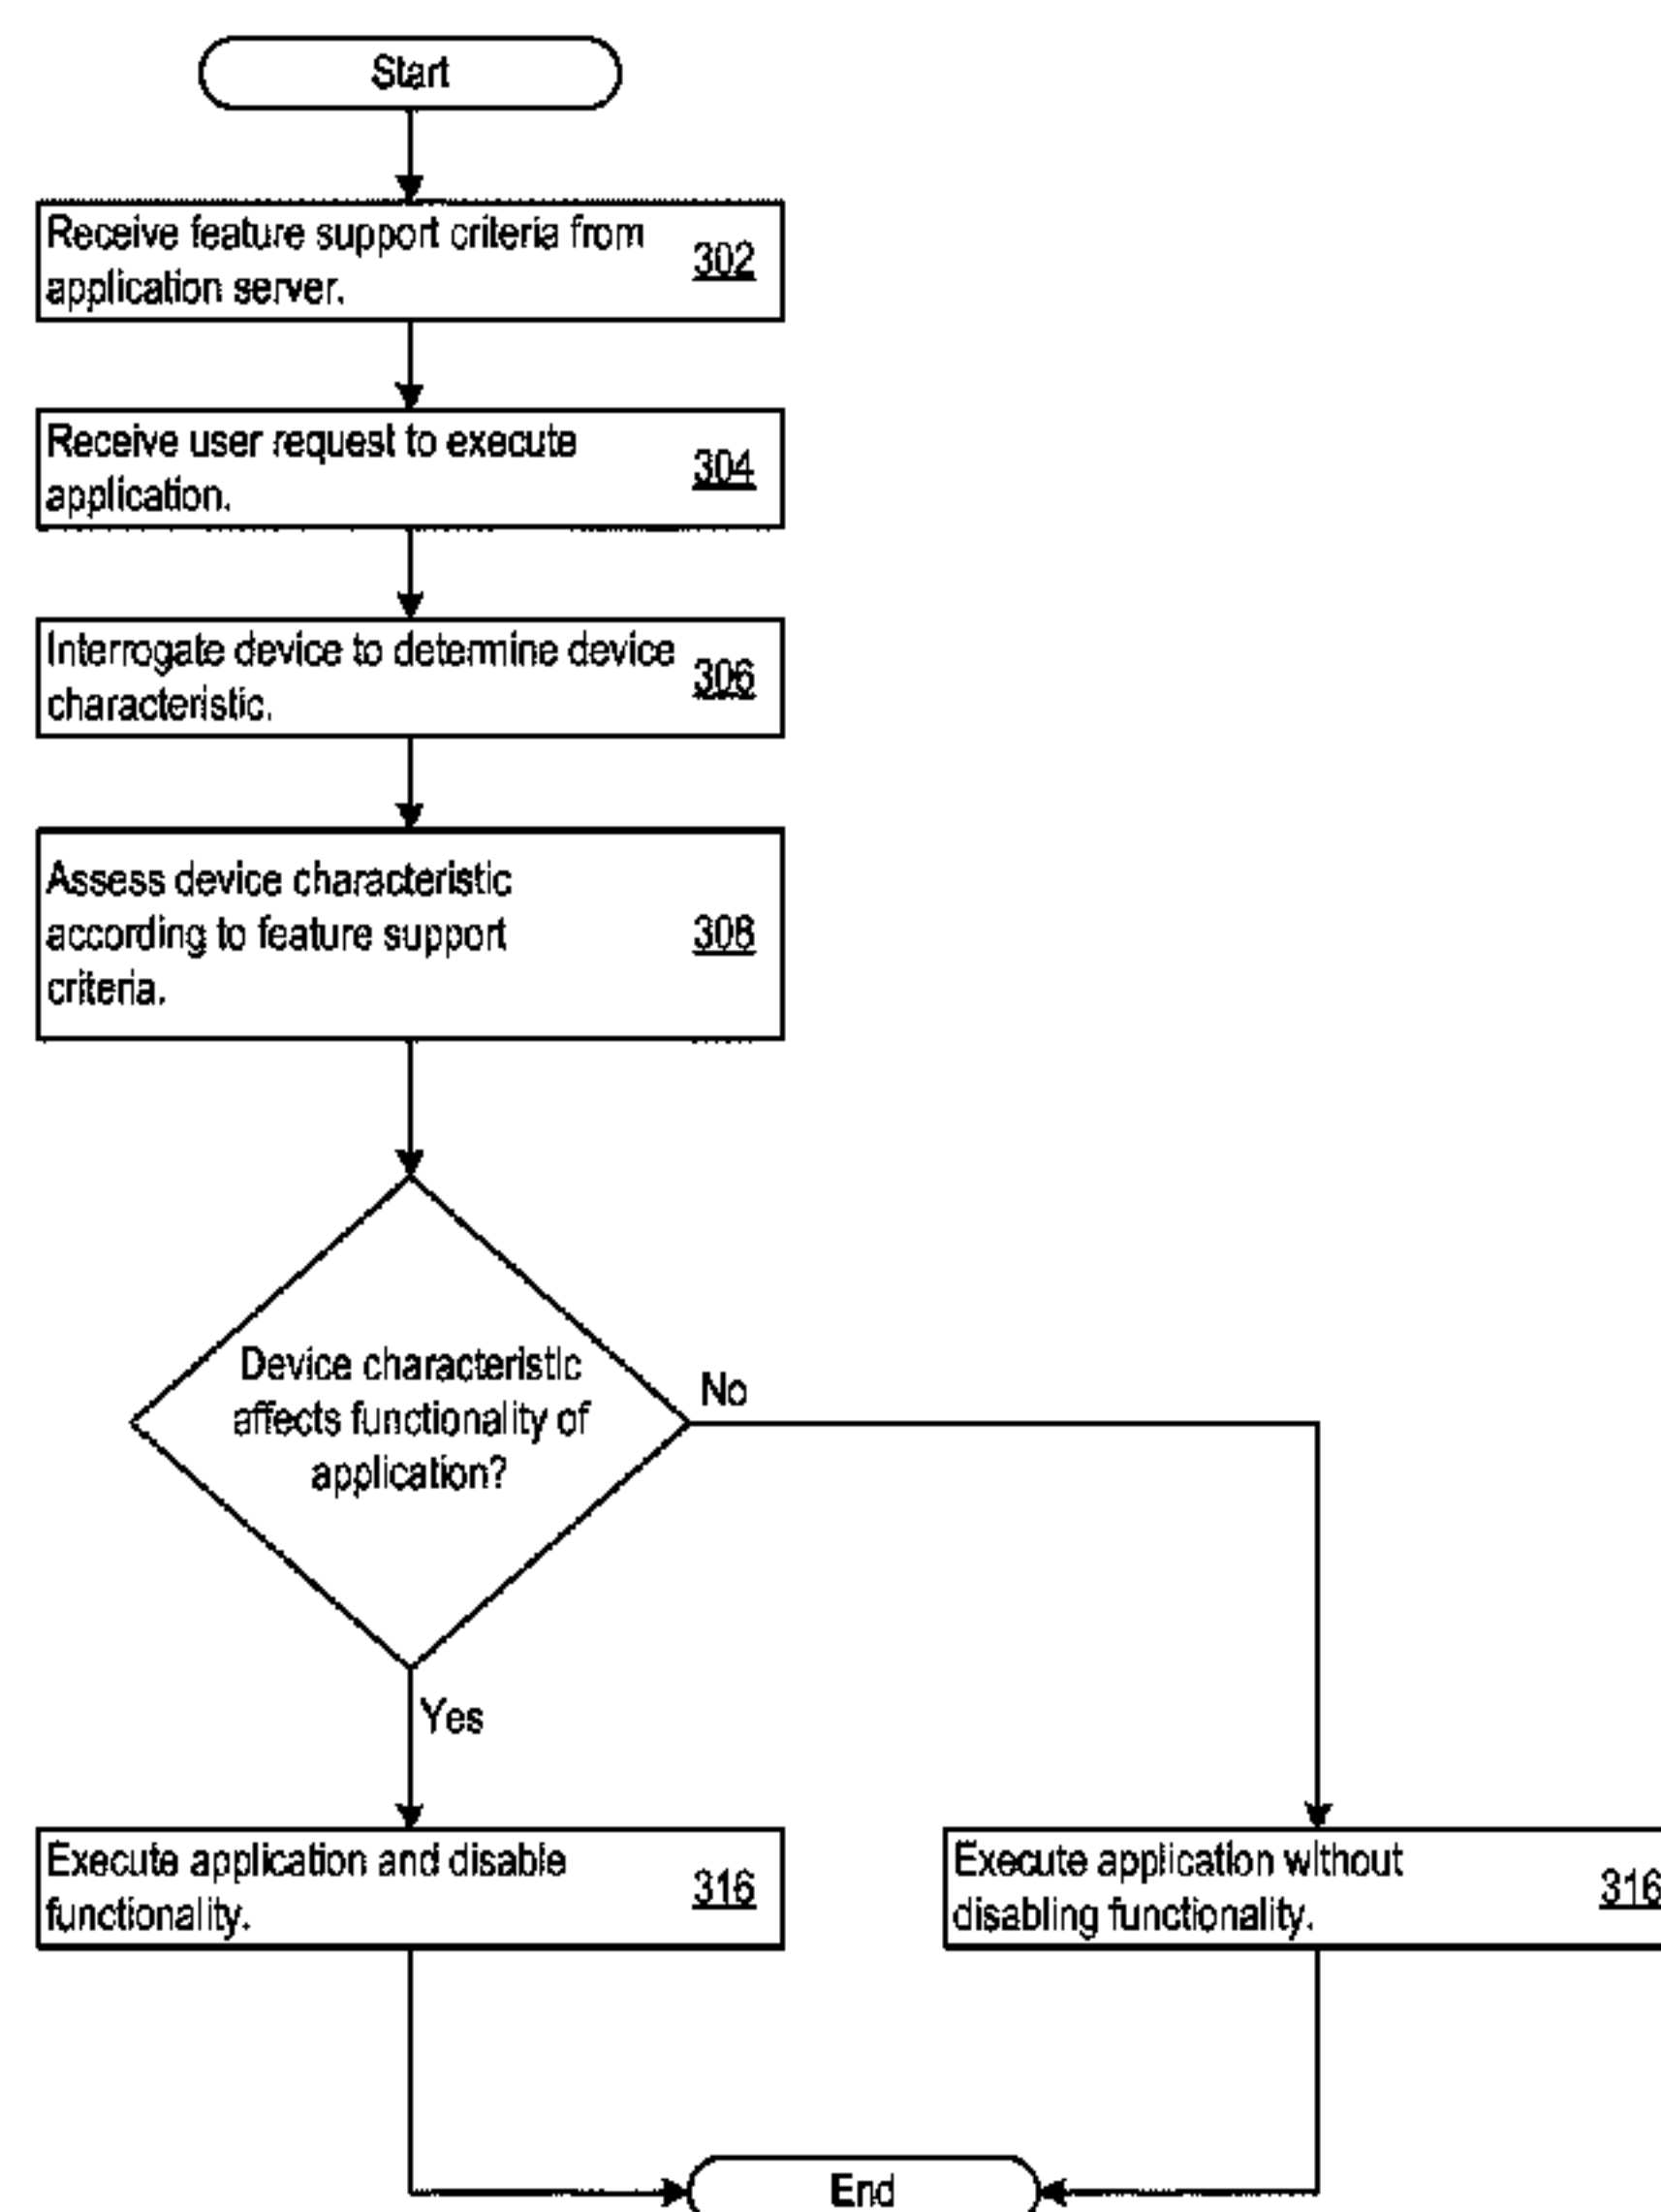 Start
Receive feature support criteria from
application server.
302
Receive user request to execute
application.
304
Interrogate device to determine device
characteristic.
306
Assess device characteristic
according to feature support
criteria.
308
Device characteristic
affects functionality of
application?
No
Yes
Execute application and disable
functionality.
316
Execute application without
disabling functionality.
316
End